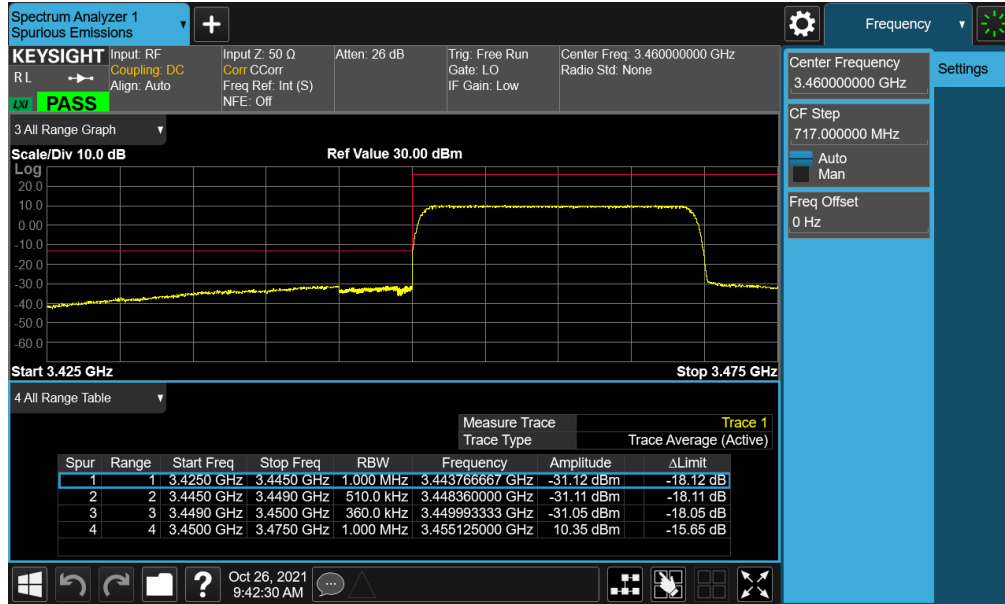 Spectrum Analyzer 1
Spurious Emissions
+
Frequency
KEYSIGHT
R L
LXI
PASS
Input: RF
Coupling: DC
Align: Auto
Input Z: 50 Ω
Corr CCorr
Freq Ref: Int (S)
NFE: Off
Atten: 26 dB
Trig: Free Run
Gate: LO
IF Gain: Low
Center Freq: 3.460000000 GHz
Radio Std: None
Center Frequency
3.460000000 GHz
Settings
CF Step
717.000000 MHz
Auto
Man
Freq Offset
0 Hz
3 All Range Graph
Scale/Div 10.0 dB
Ref Value 30.00 dBm
Log
20.0
10.0
0.00
-10.0
-20.0
-30.0
-40.0
-50.0
-60.0
Start 3.425 GHz
Stop 3.475 GHz
4 All Range Table
Measure Trace Trace 1
Trace Type Trace Average (Active)
Spur Range Start Freq Stop Freq RBW Frequency Amplitude ΔLimit
1 1 3.4250 GHz 3.4450 GHz 1.000 MHz 3.443766667 GHz -31.12 dBm -18.12 dB
2 2 3.4450 GHz 3.4490 GHz 510.0 kHz 3.448360000 GHz -31.11 dBm -18.11 dB
3 3 3.4490 GHz 3.4500 GHz 360.0 kHz 3.449993333 GHz -31.05 dBm -18.05 dB
4 4 3.4500 GHz 3.4750 GHz 1.000 MHz 3.455125000 GHz 10.35 dBm -15.65 dB
?
Oct 26, 2021
9:42:30 AM